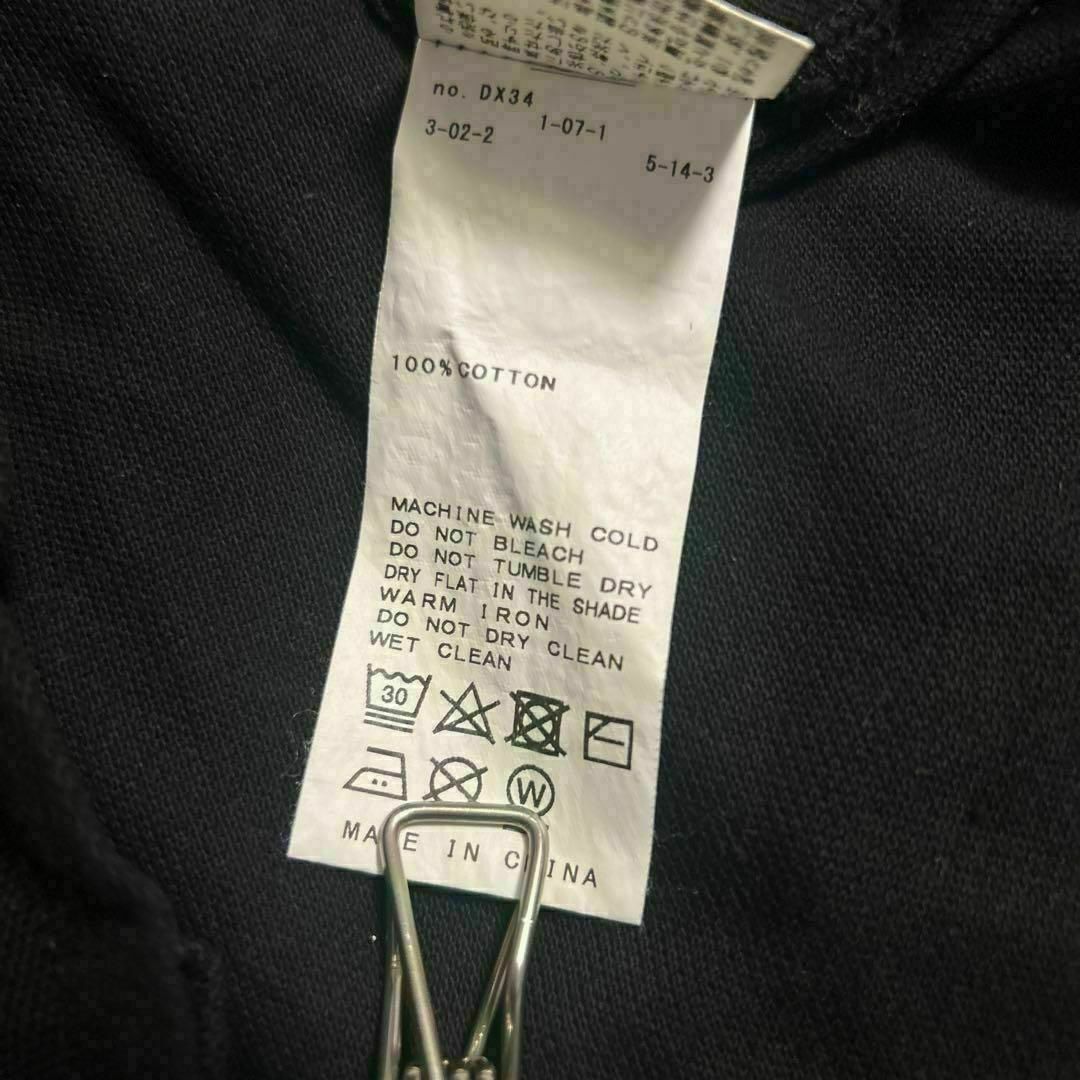 no. DX34
3-02-2 1-07-1 5-14-3
100%COTTON
MACHINE WASH COLD
DO NOT BLEACH
DO NOT TUMBLE DRY
DRY FLAT IN THE SHADE
WARM IRON
DO NOT DRY CLEAN
WET CLEAN
30
W
MADE IN CHINA